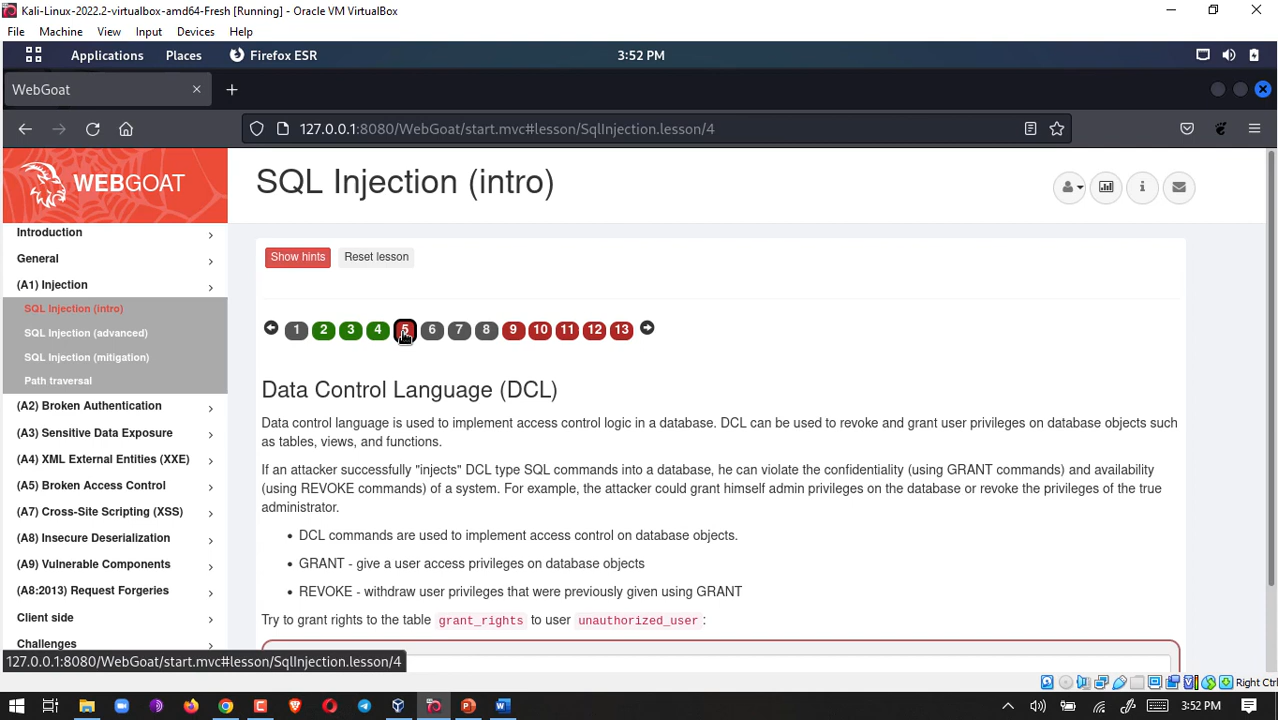 Kali-Linux-2022.2-virtualbox-amd64-Fresh [Running] - Oracle VM VirtualBox
File Machine View Input Devices Help
Applications Places Firefox ESR 3:52 PM
WebGoat
127.0.0.1:8080/WebGoat/start.mvc#lesson/SqlInjection.lesson/4
WEBGOAT
SQL Injection (intro)
Introduction
General
(A1) Injection
SQL Injection (intro)
SQL Injection (advanced)
SQL Injection (mitigation)
Path traversal
(A2) Broken Authentication
(A3) Sensitive Data Exposure
(A4) XML External Entities (XXE)
(A5) Broken Access Control
(A7) Cross-Site Scripting (XSS)
(A8) Insecure Deserialization
(A9) Vulnerable Components
(A8:2013) Request Forgeries
Client side
Challenges
Show hints Reset lesson
1 2 3 4 5 6 7 8 9 10 11 12 13
Data Control Language (DCL)
Data control language is used to implement access control logic in a database. DCL can be used to revoke and grant user privileges on database objects such
as tables, views, and functions.
If an attacker successfully "injects" DCL type SQL commands into a database, he can violate the confidentiality (using GRANT commands) and availability
(using REVOKE commands) of a system. For example, the attacker could grant himself admin privileges on the database or revoke the privileges of the true
administrator.
• DCL commands are used to implement access control on database objects.
• GRANT - give a user access privileges on database objects
• REVOKE - withdraw user privileges that were previously given using GRANT
Try to grant rights to the table grant_rights to user unauthorized_user :
127.0.0.1:8080/WebGoat/start.mvc#lesson/SqlInjection.lesson/4
Right Ctrl
3:52 PM